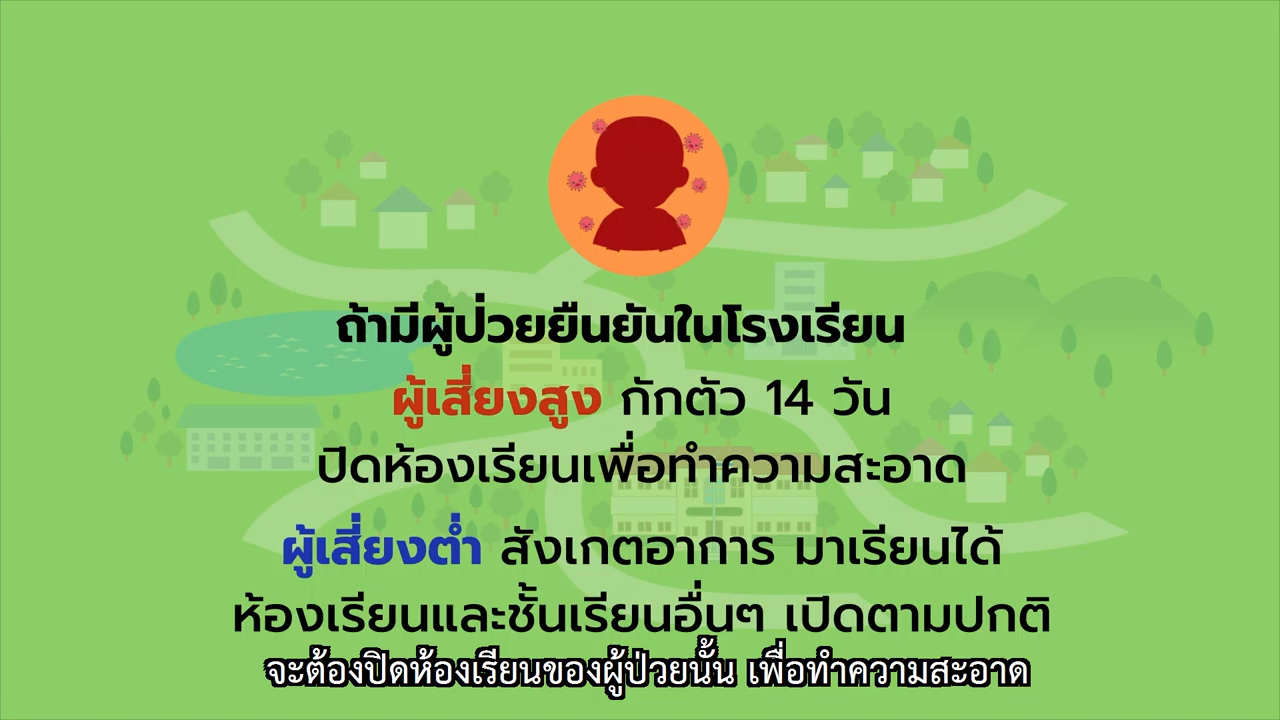 ถ้ามีผู้ป่วยยืนยันในโรงเรียน
ผู้เสี่ยงสูง กักตัว 14 วัน
ปิดห้องเรียนเพื่อทำความสะอาด
ผู้เสี่ยงต่ำ สังเกตอาการ มาเรียนได้
ห้องเรียนและชั้นเรียนอื่นๆ เปิดตามปกติ
จะต้องปิดห้องเรียนของผู้ป่วยนั้น เพื่อทำความสะอาด